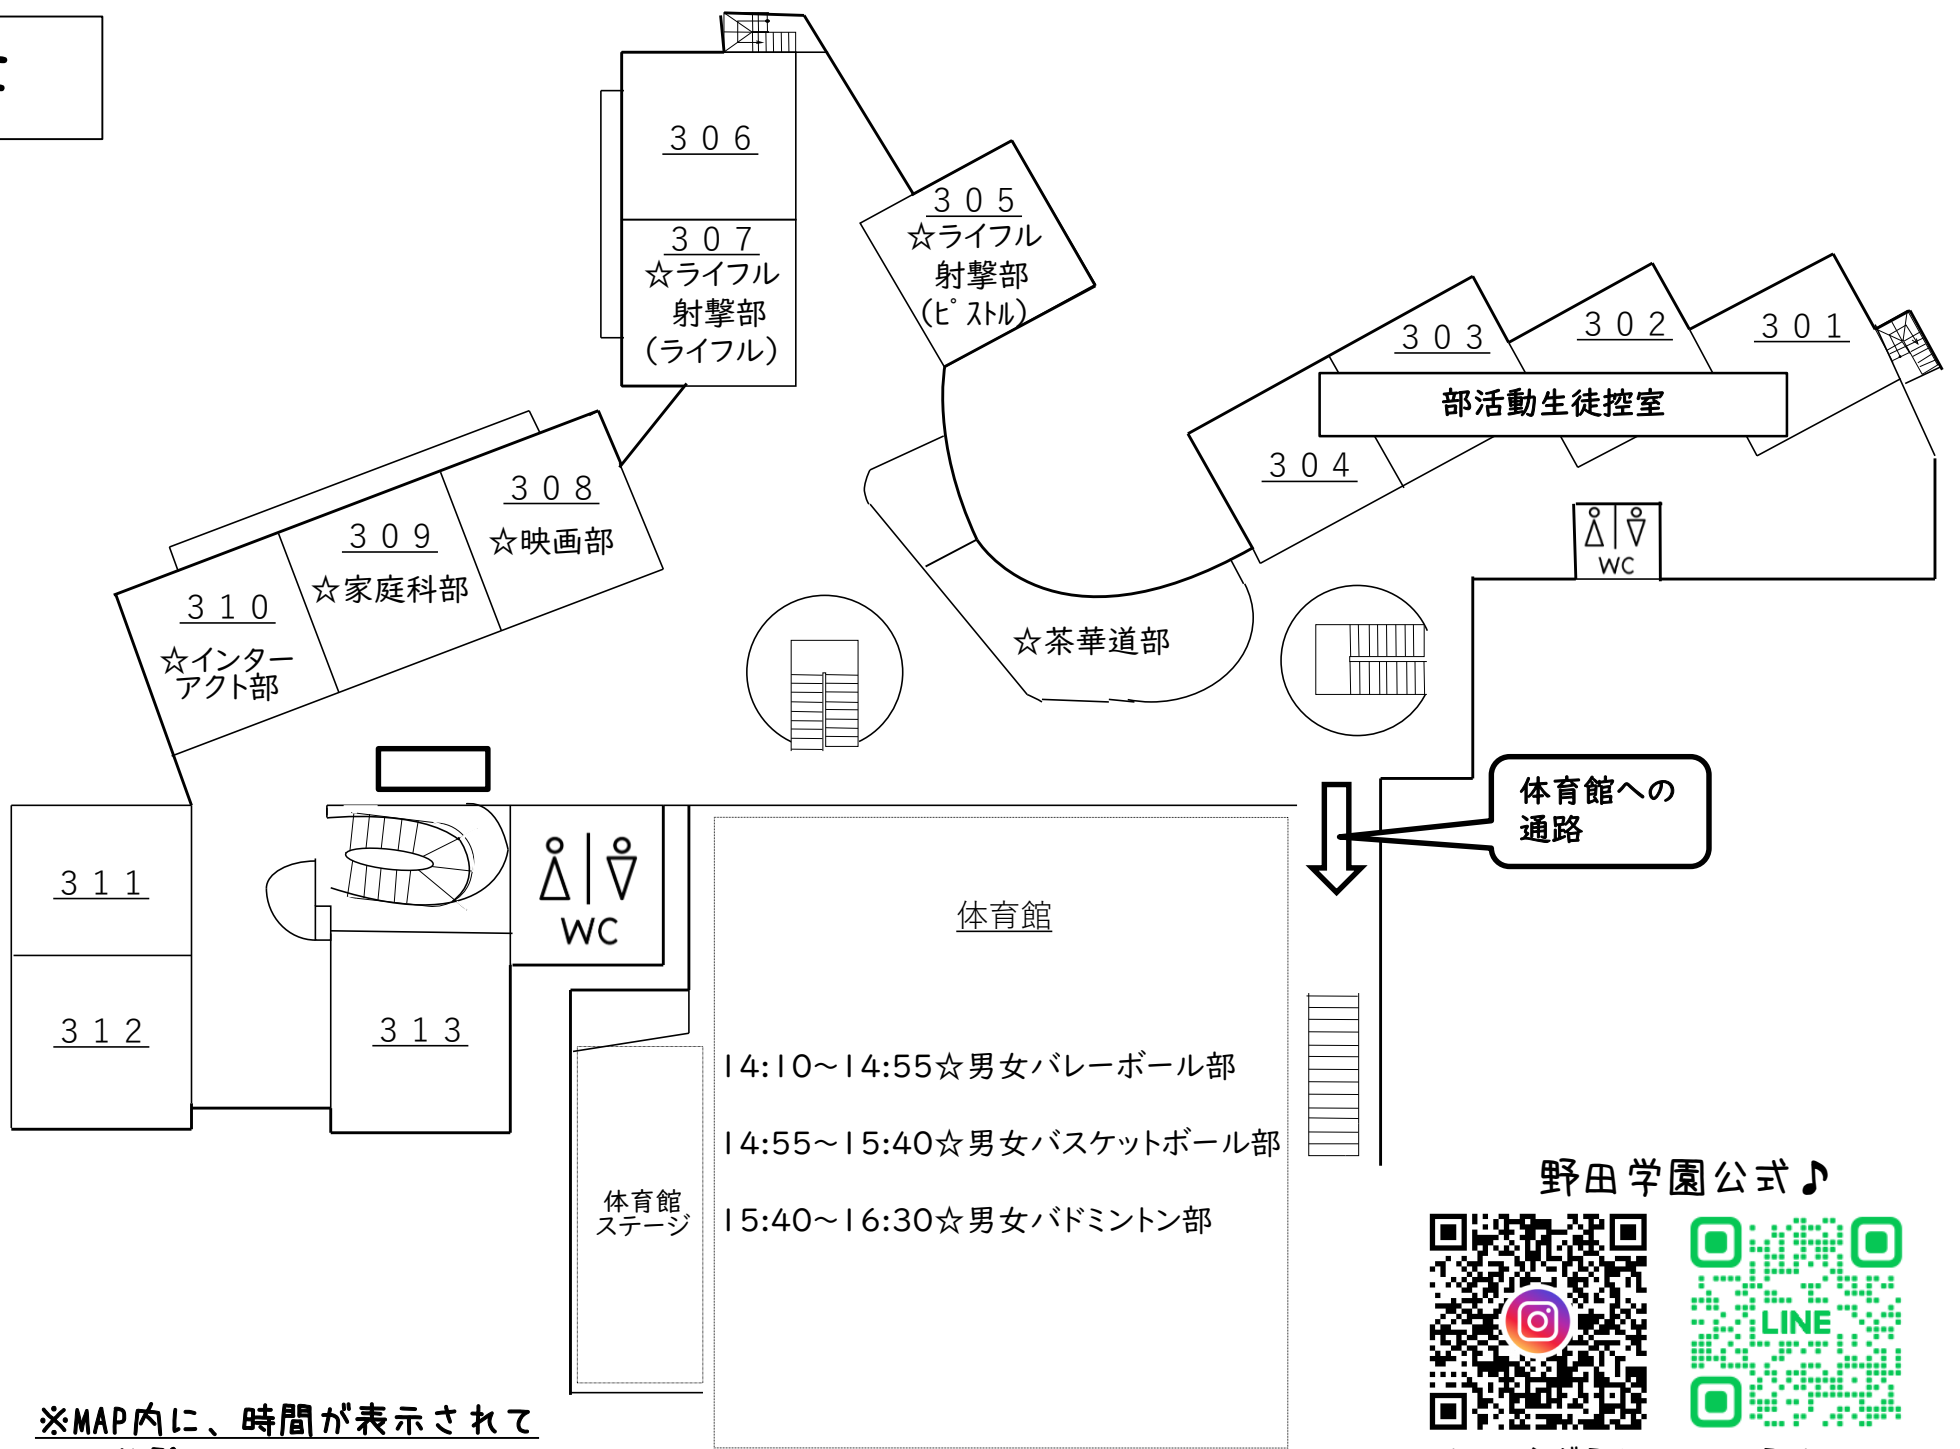 306
305
☆ライフル
射撃部
(ピストル)
307
☆ライフル
射撃部
(ライフル)
303
302
301
部活動生徒控室
304
308
☆映画部
309
☆家庭科部
310
☆インター
アクト部
WC
☆茶華道部
体育館への
通路
311
WC
体育館
312
313
14:10~14:55☆男女バレーボール部
14:55~15:40☆男女バスケットボール部
15:40~16:30☆男女バドミントン部
体育館
ステージ
野田学園公式♪
LINE
※MAP内に、時間が表示されて